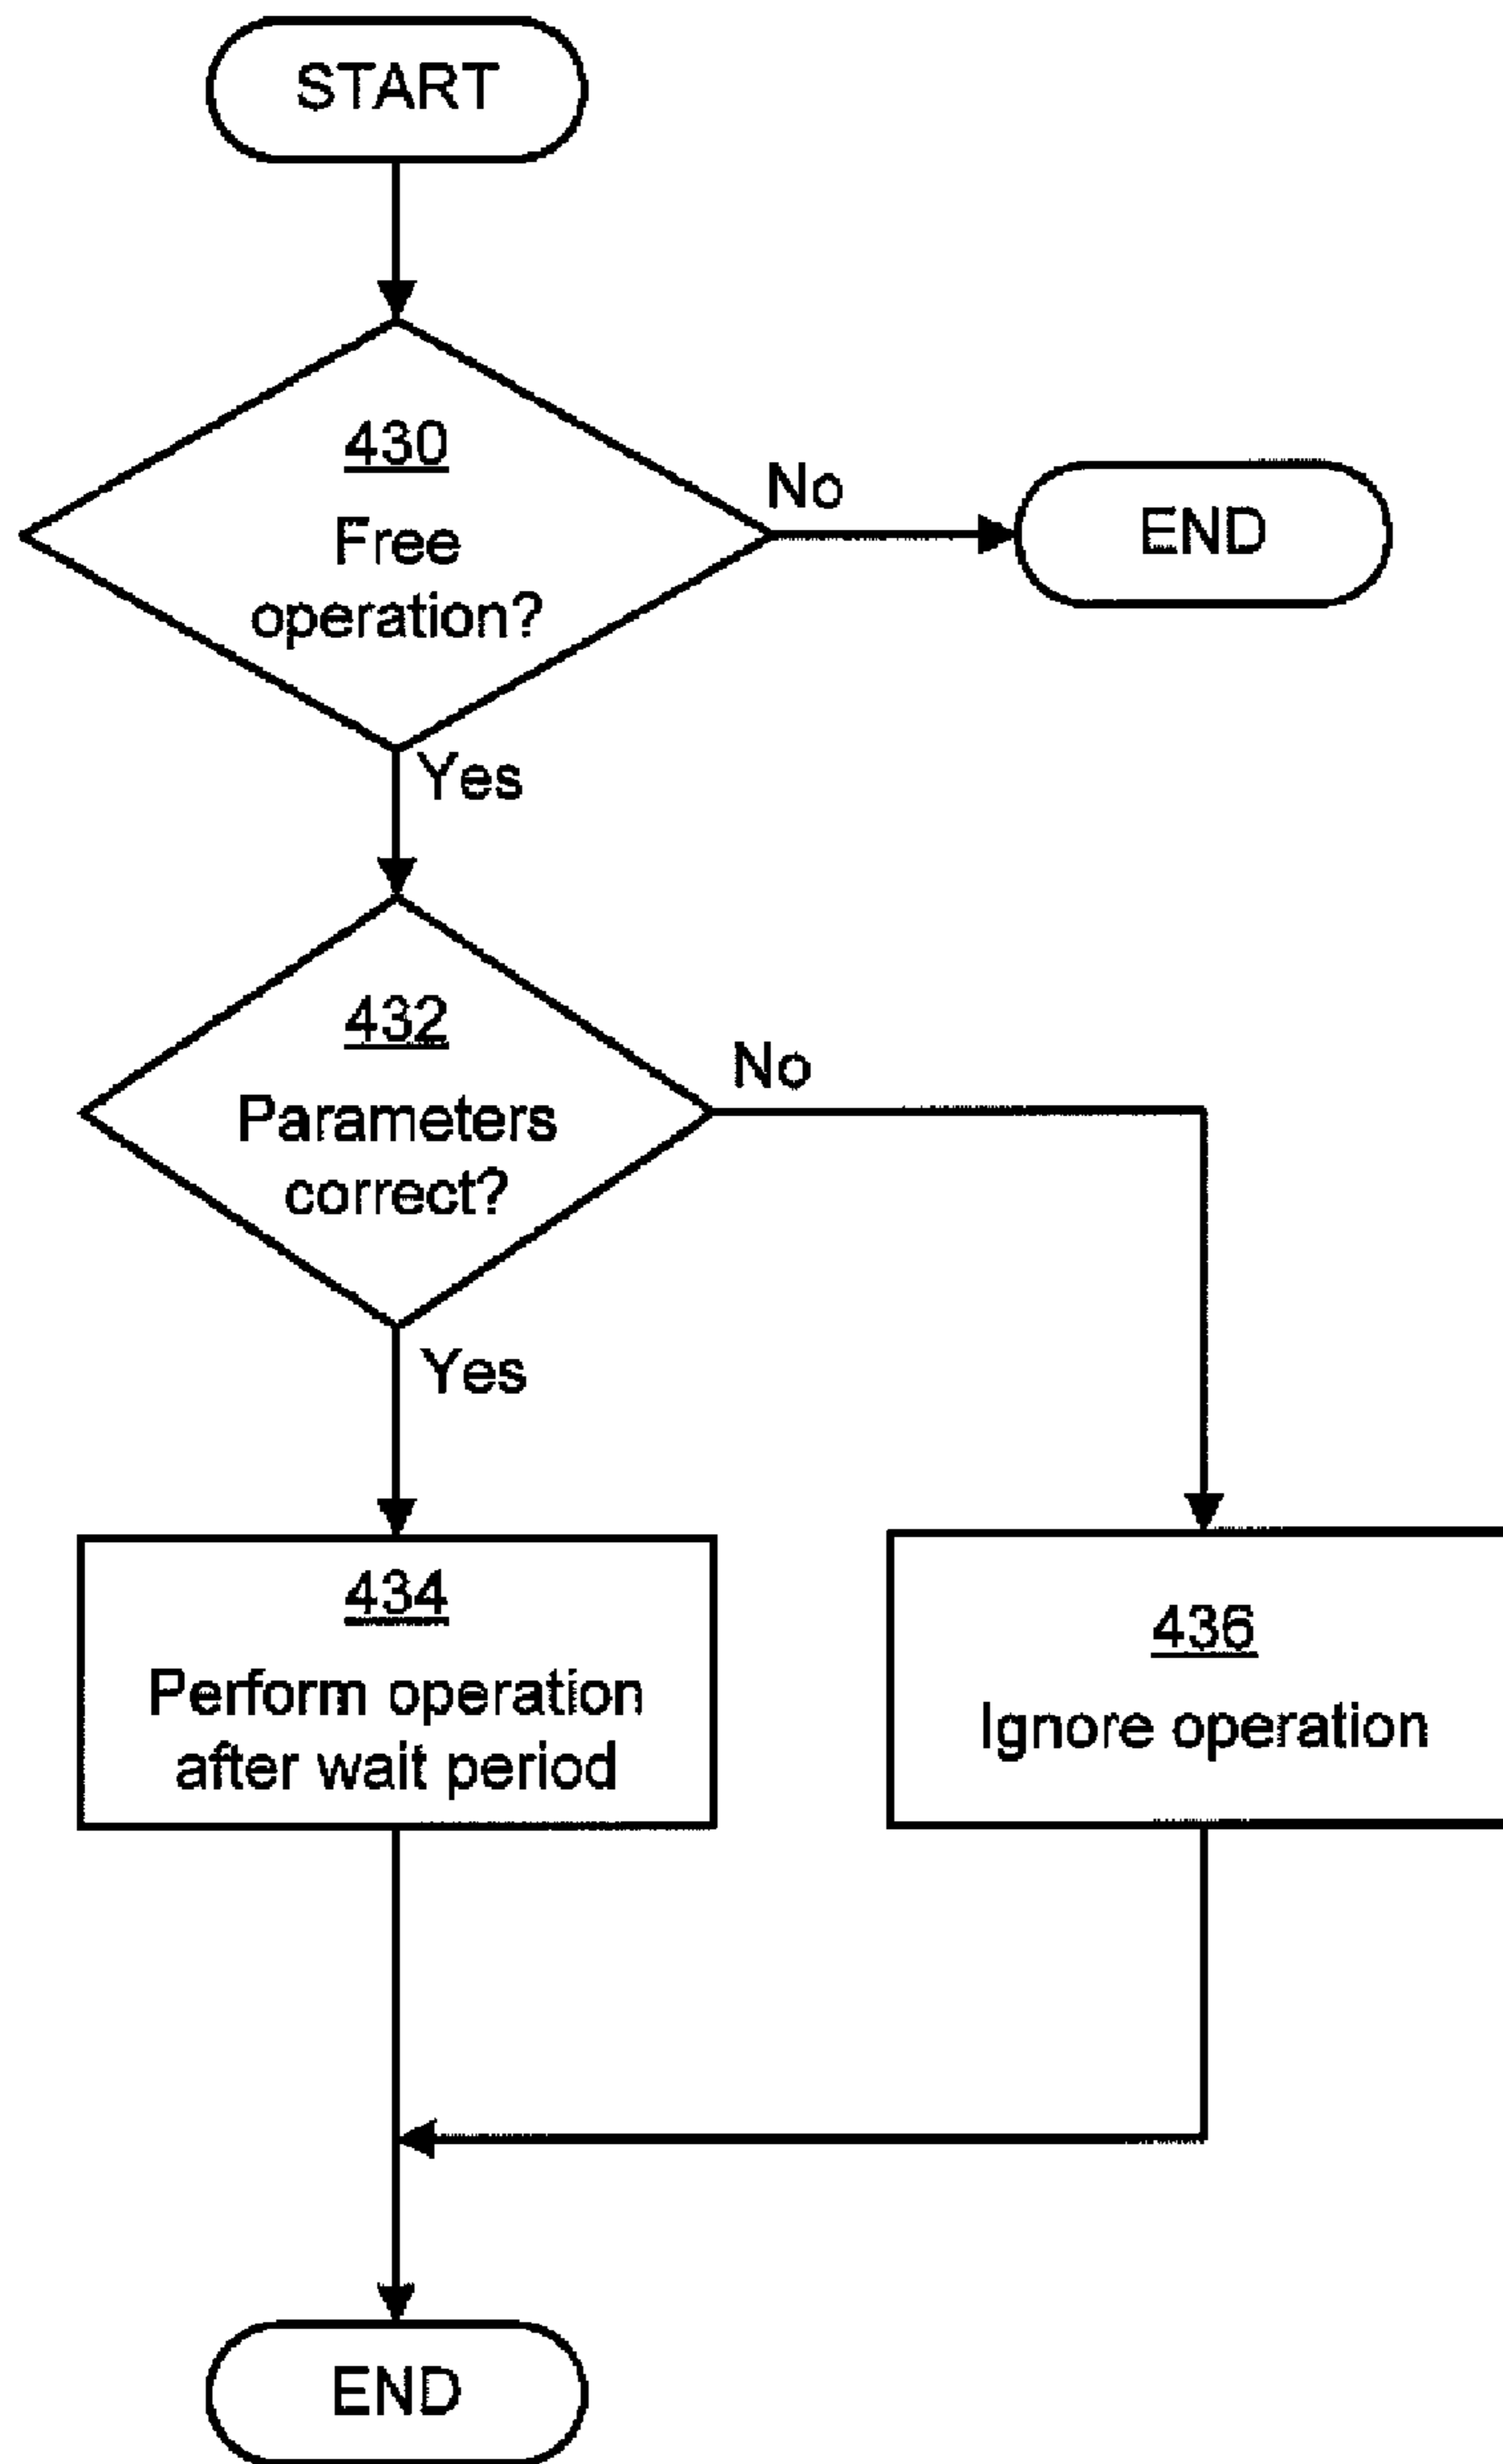 START
430
Free
operation?
No
END
Yes
432
Parameters
correct?
No
Yes
434
Perform operation
after wait period
436
Ignore operation
END